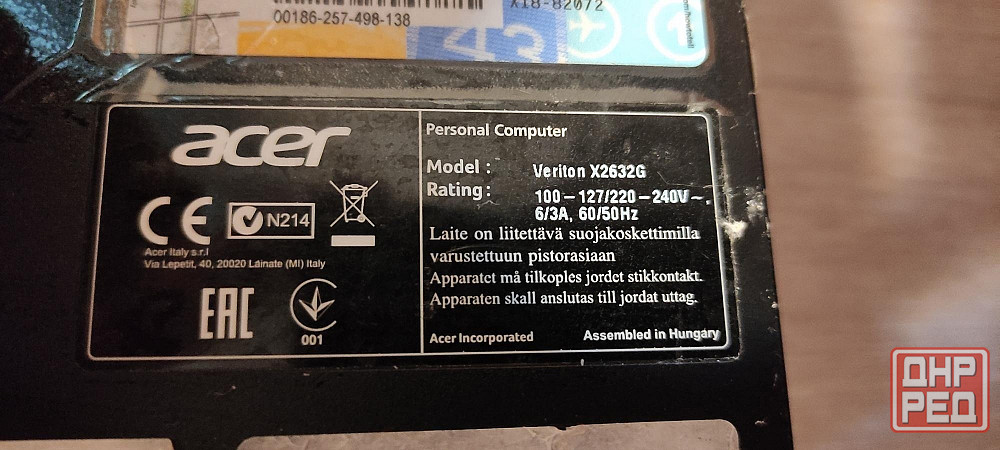 00186-257-498-138
X18-82072
acer
Personal Computer
Model : Veriton X2632G
Rating: 100 – 127/220 – 240V ~,
6/3A, 60/50Hz
Laite on liitettävä suojakoskettimilla
varustettuun pistorasiaan
Apparatet må tilkoples jordet stikkontakt.
Apparaten skall anslutas till jordat uttag.
Acer Incorporated
Assembled in Hungary
CE
N214
Acer Italy s.r.l
Via Lepetit, 40, 20020 Lainate (MI) Italy
EAC
001
ДНР
РЕД